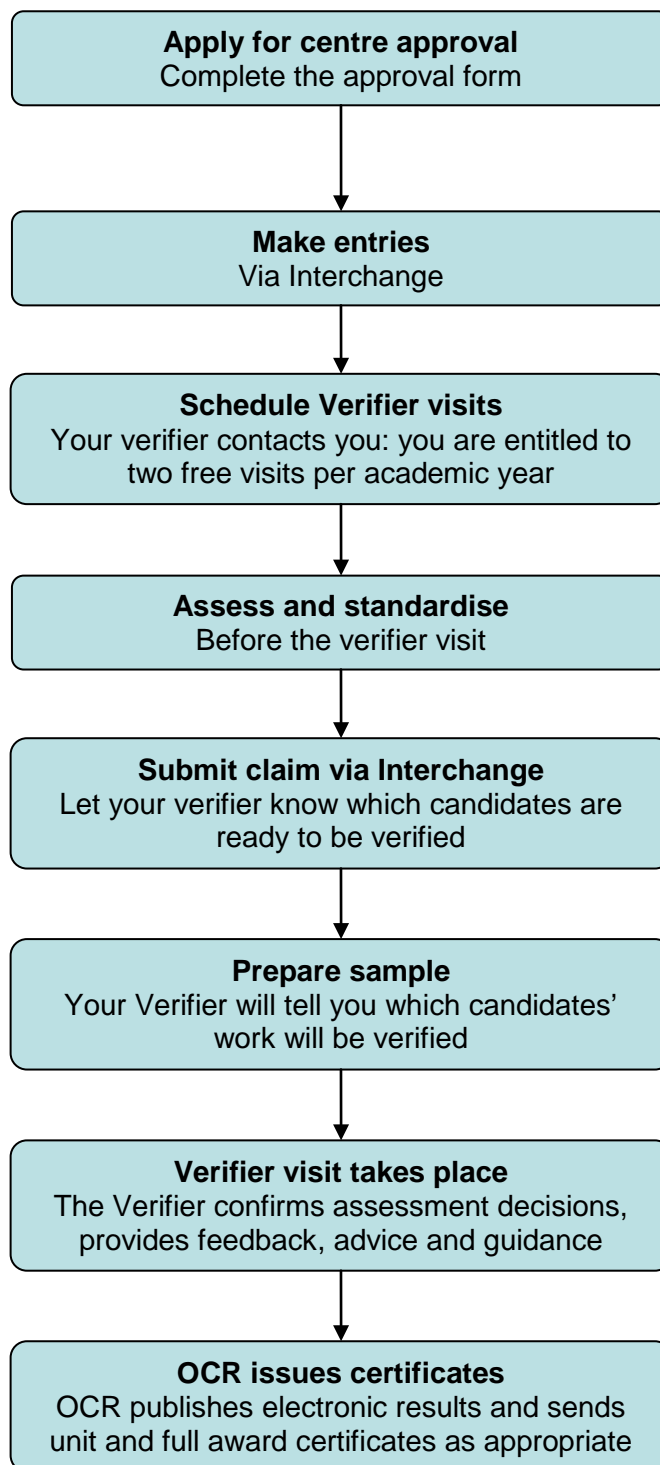 Apply for centre approval
Complete the approval form
Make entries
Via Interchange
Schedule Verifier visits
Your verifier contacts you: you are entitled to
two free visits per academic year
Assess and standardise
Before the verifier visit
Submit claim via Interchange
Let your verifier know which candidates are
ready to be verified
Prepare sample
Your Verifier will tell you which candidates’
work will be verified
Verifier visit takes place
The Verifier confirms assessment decisions,
provides feedback, advice and guidance
OCR issues certificates
OCR publishes electronic results and sends
unit and full award certificates as appropriate